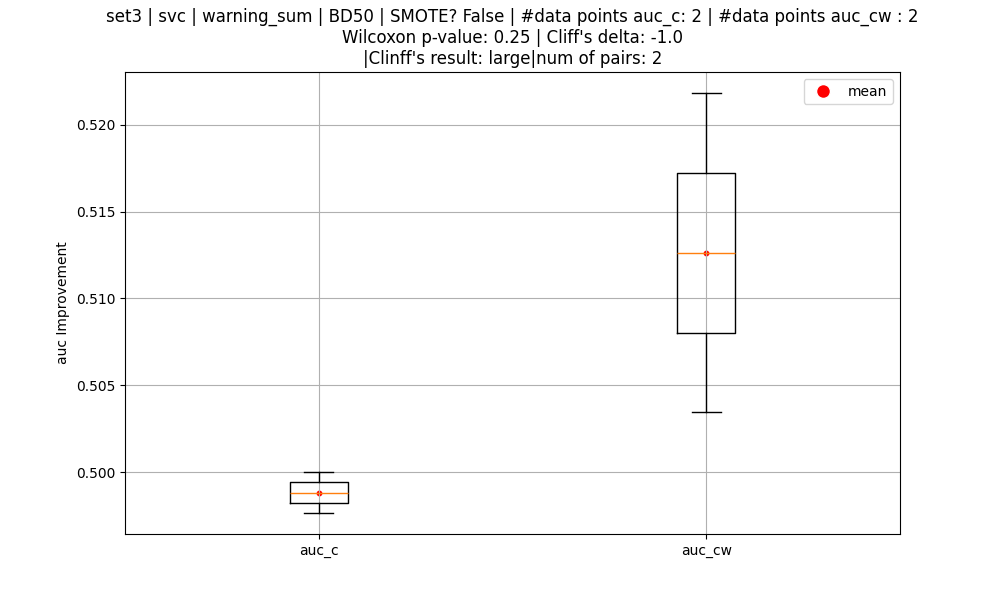 set3 | svc | warning_sum | BD50 | SMOTE? False | #data points auc_c: 2 | #data points auc_cw : 2
Wilcoxon p-value: 0.25 | Cliff's delta: -1.0
|Clinff's result: large|num of pairs: 2
mean
0.520
0.515
0.510
0.505
0.500
auc Improvement
auc_c
auc_cw